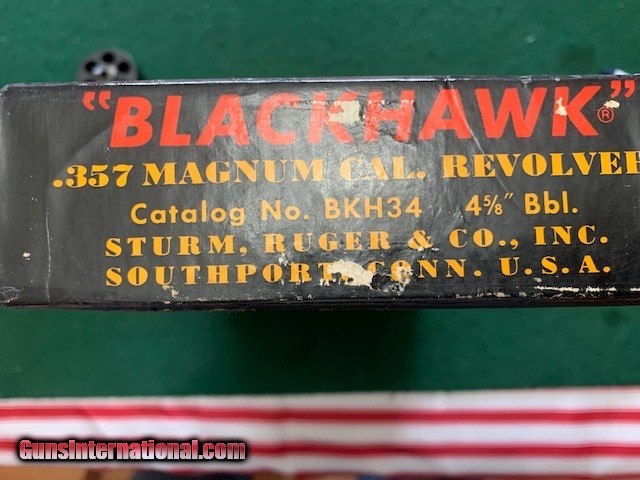 "BLACKHAWK"®
.357 MAGNUM CAL. REVOLVER
Catalog No. BKH34 4⅝" Bbl.
STURM, RUGER & CO., INC.
SOUTHPORT, CONN. U.S.A.
GunsInternational.com